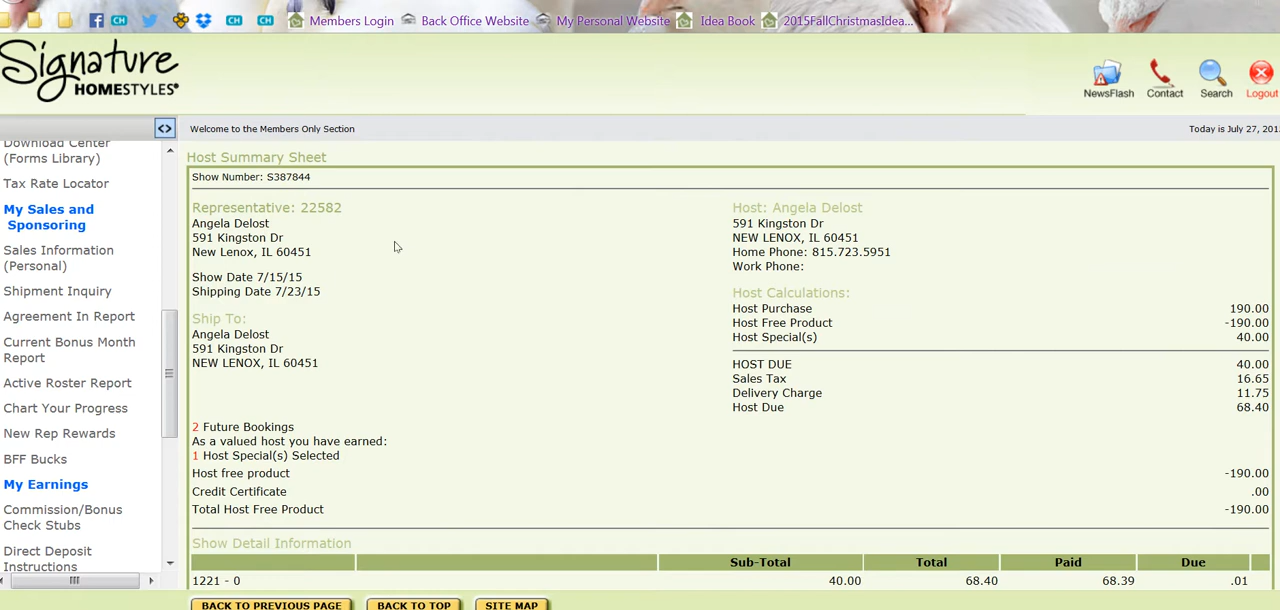 Members Login Back Office Website My Personal Website Idea Book 2015FallChristmasIdea...
Signature
HOMESTYLES®
NewsFlash Contact Search Logout
Welcome to the Members Only Section
Today is July 27, 201
Download Center
(Forms Library)
Tax Rate Locator
My Sales and
Sponsoring
Sales Information
(Personal)
Shipment Inquiry
Agreement In Report
Current Bonus Month
Report
Active Roster Report
Chart Your Progress
New Rep Rewards
BFF Bucks
My Earnings
Commission/Bonus
Check Stubs
Direct Deposit
Instructions
Host Summary Sheet
Show Number: S387844
Representative: 22582
Angela Delost
591 Kingston Dr
New Lenox, IL 60451
Show Date 7/15/15
Shipping Date 7/23/15
Ship To:
Angela Delost
591 Kingston Dr
NEW LENOX, IL 60451
Host: Angela Delost
591 Kingston Dr
NEW LENOX, IL 60451
Home Phone: 815.723.5951
Work Phone:
Host Calculations:
Host Purchase 190.00
Host Free Product -190.00
Host Special(s) 40.00
HOST DUE 40.00
Sales Tax 16.65
Delivery Charge 11.75
Host Due 68.40
2 Future Bookings
As a valued host you have earned:
1 Host Special(s) Selected
Host free product -190.00
Credit Certificate .00
Total Host Free Product -190.00
Show Detail Information
Sub-Total Total Paid Due
1221 - 0 40.00 68.40 68.39 .01
BACK TO PREVIOUS PAGE BACK TO TOP SITE MAP